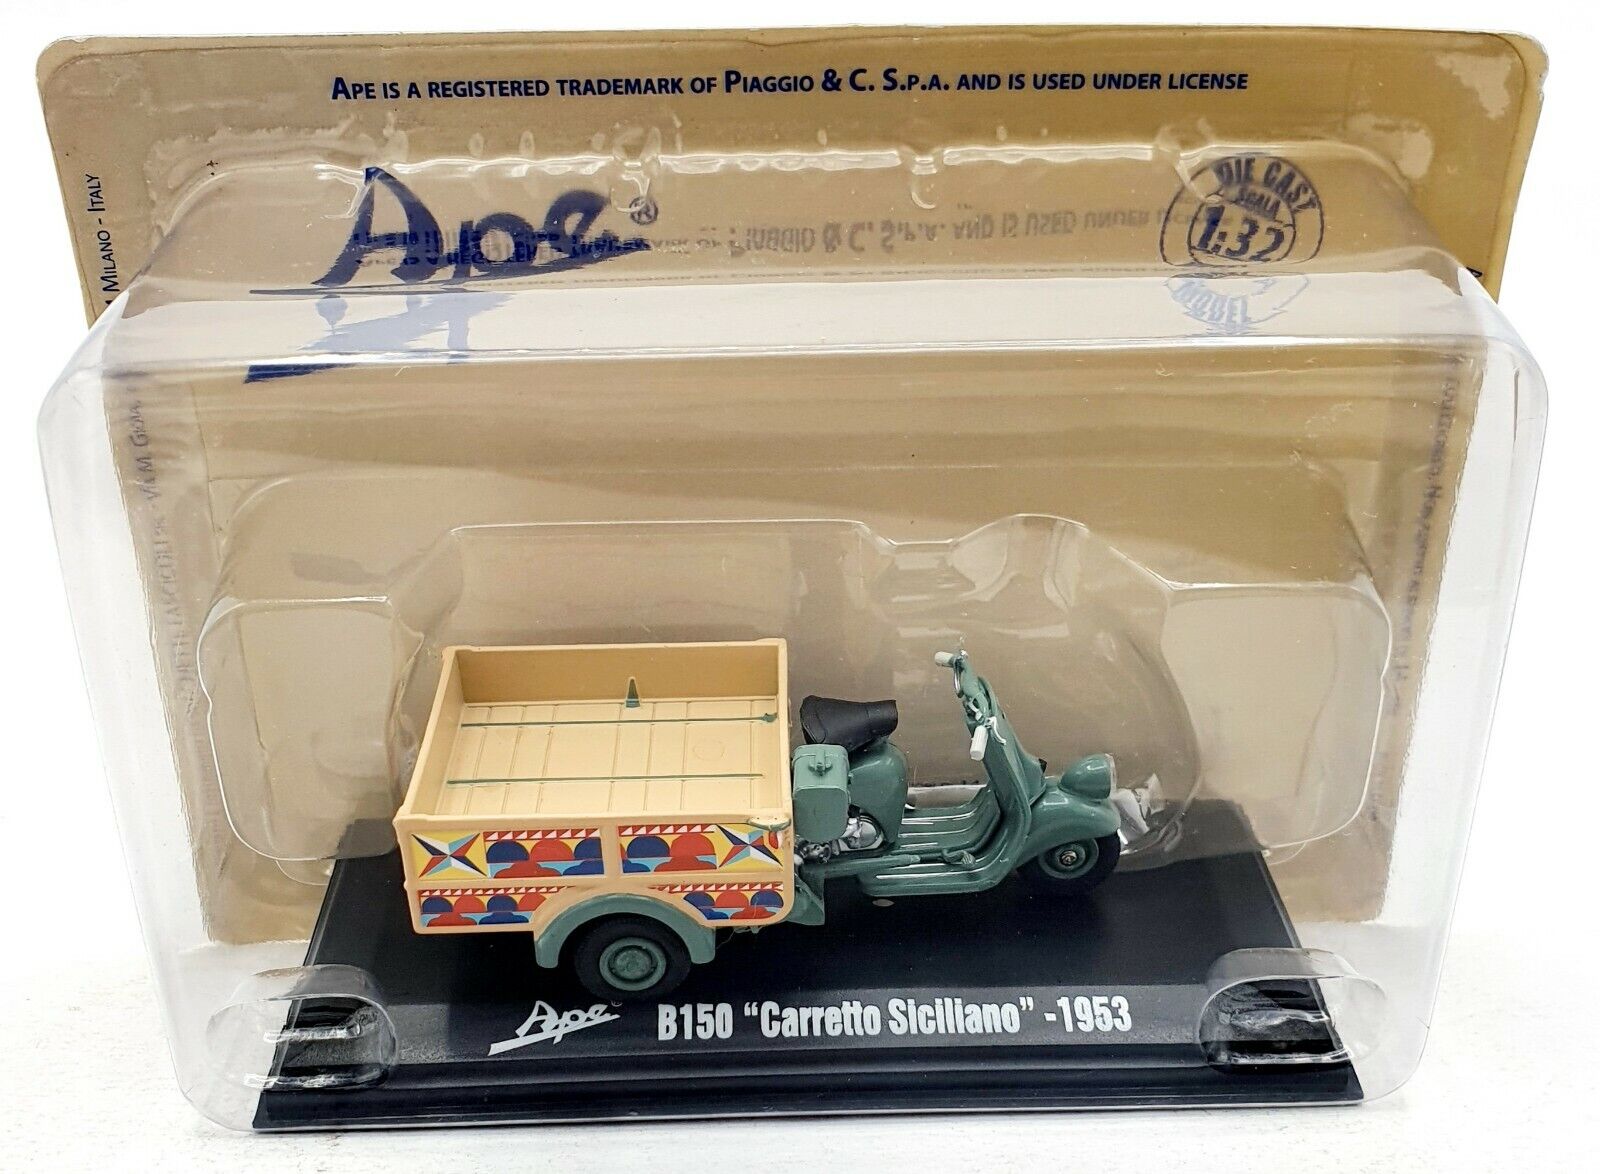 APE IS A REGISTERED TRADEMARK OF PIAGGIO & C. S.P.A. AND IS USED UNDER LICENSE
MILANO - ITALY
Ape®
DIE CAST
SCALA
1:32
MODEL
Ape B150 “Carretto Siciliano” -1953